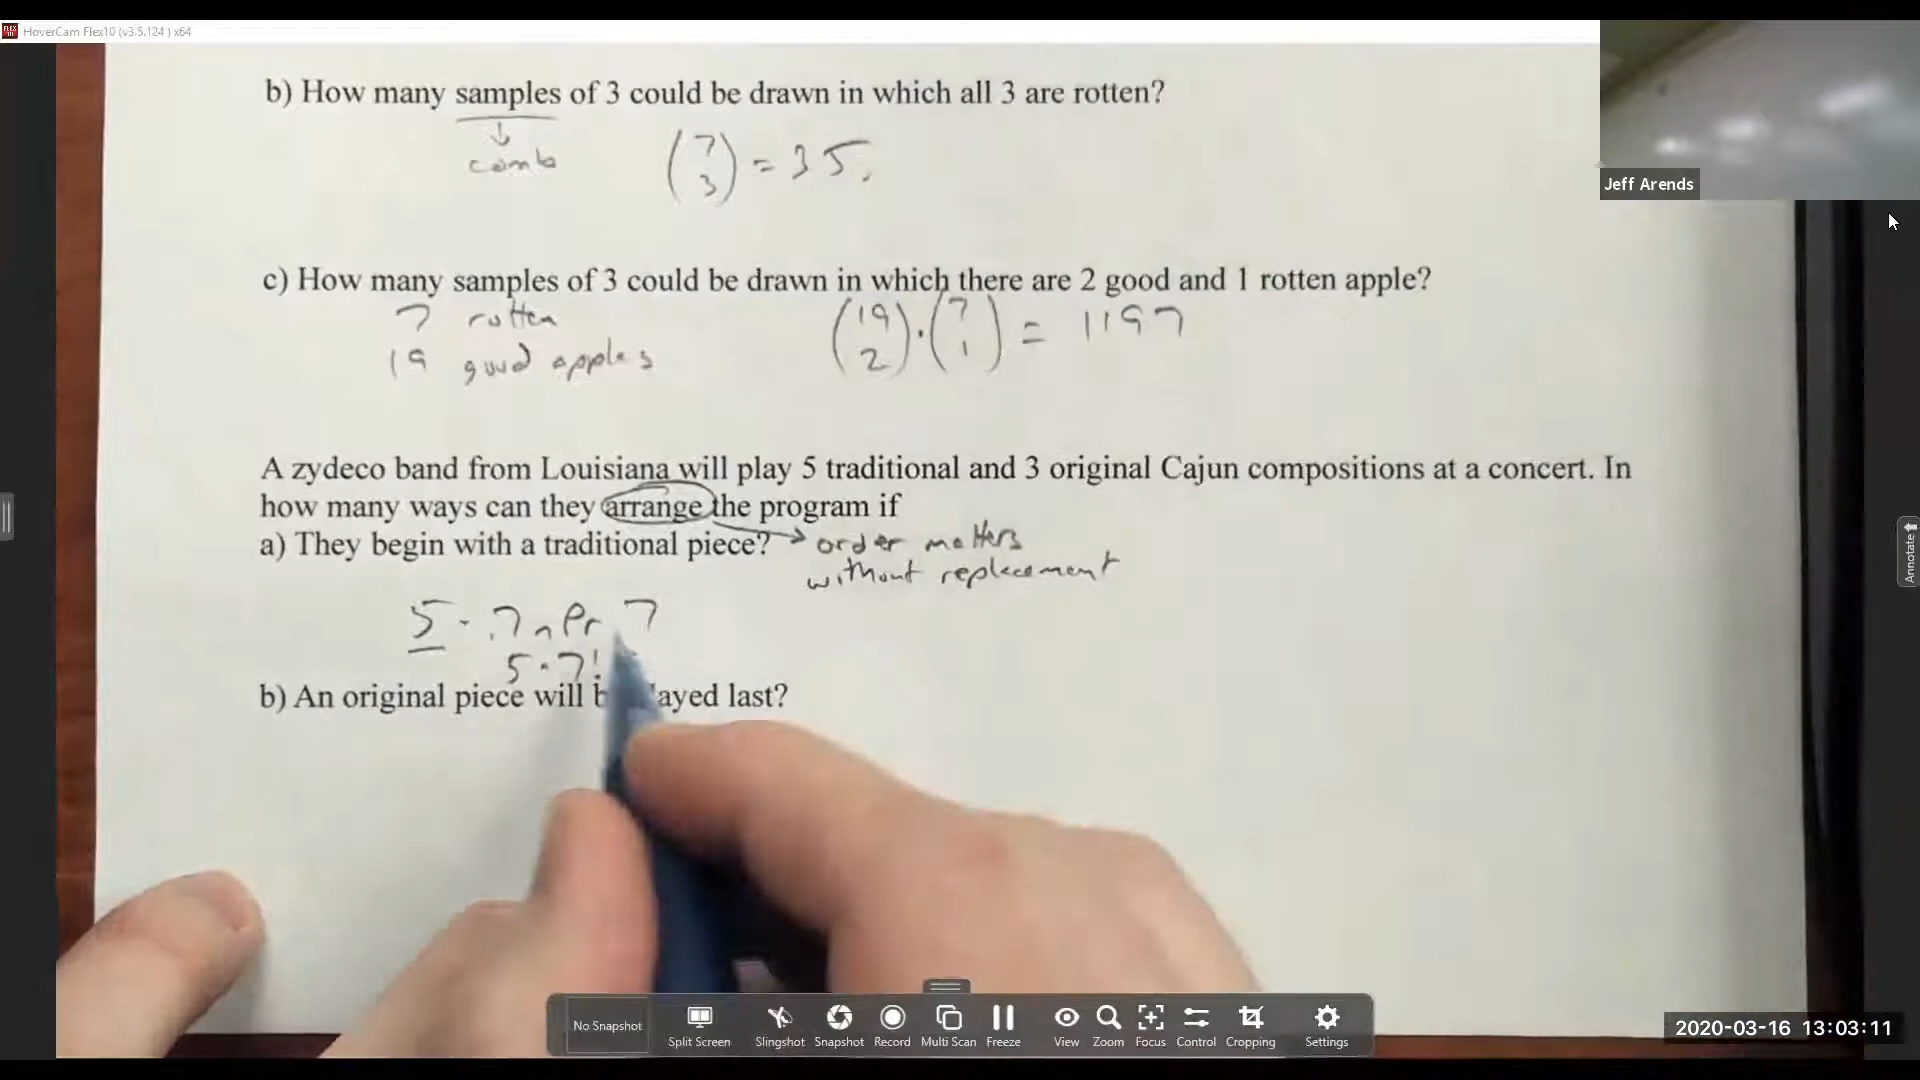 HoverCam Flex10 (v3.5.124 ) x64
b) How many samples of 3 could be drawn in which all 3 are rotten?
comb
(7 3) = 35.
Jeff Arends
c) How many samples of 3 could be drawn in which there are 2 good and 1 rotten apple?
7 rotten
19 good apples
(19 2) · (7 1) = 1197
A zydeco band from Louisiana will play 5 traditional and 3 original Cajun compositions at a concert. In
how many ways can they arrange the program if
a) They begin with a traditional piece? → order matters
without replacement
5 · 7 nPr 7
5 · 7!
b) An original piece will b ayed last?
Annotate
No Snapshot
Split Screen
Slingshot
Snapshot
Record
Multi Scan
Freeze
View
Zoom
Focus
Control
Cropping
Settings
2020-03-16 13:03:11